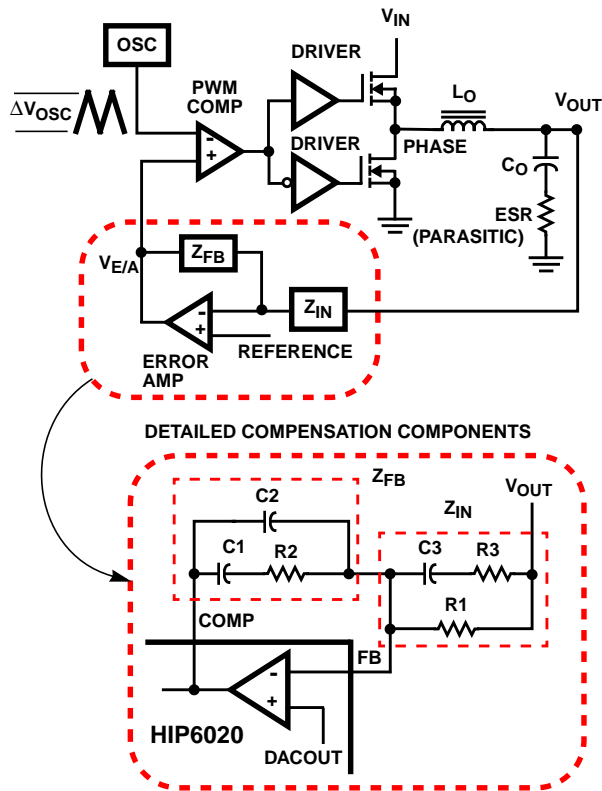 OSC
V_IN
DRIVER
PWM
COMP
ΔV_OSC
L_O
V_OUT
-
+
DRIVER
PHASE
C_O
ESR
(PARASITIC)
V_E/A
Z_FB
-
+
Z_IN
REFERENCE
ERROR
AMP
DETAILED COMPENSATION COMPONENTS
Z_FB
V_OUT
C2
Z_IN
C1
R2
C3
R3
R1
COMP
FB
-
+
HIP6020
DACOUT